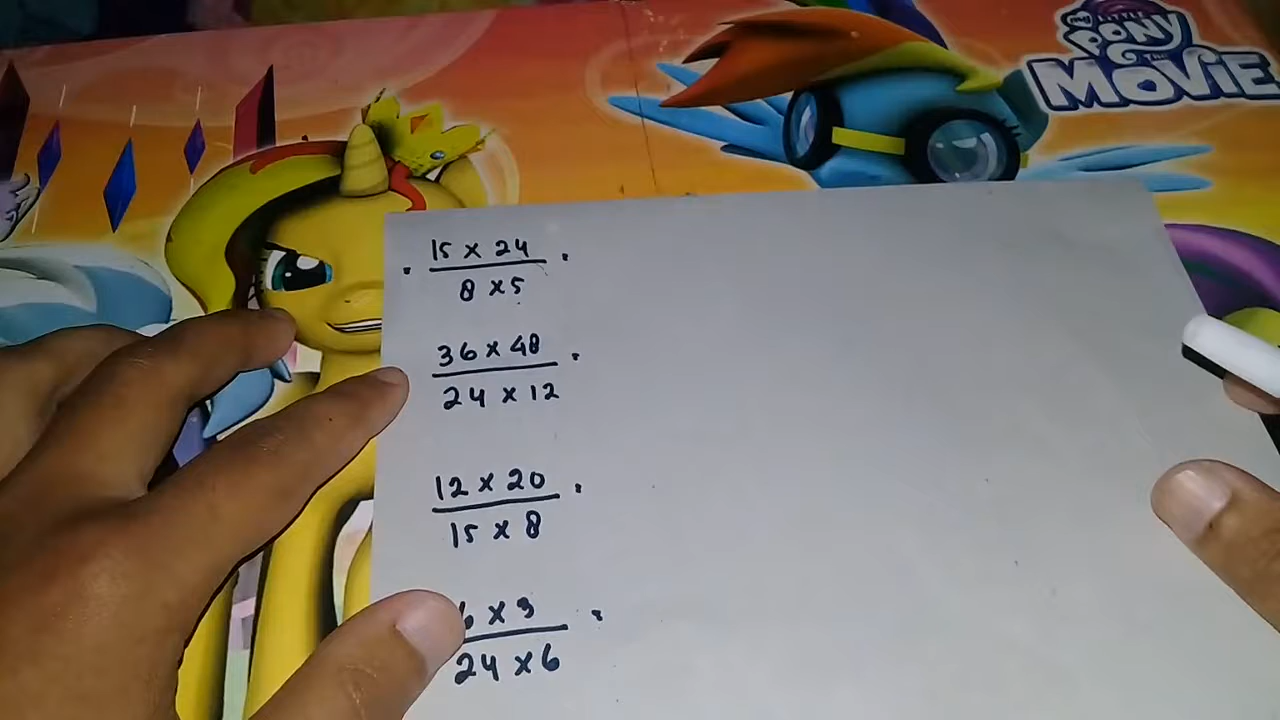 MY LITTLE
PONY
THE
MOVIE
15 x 24
8 x 5
36 x 48
24 x 12
12 x 20
15 x 8
24 x 6